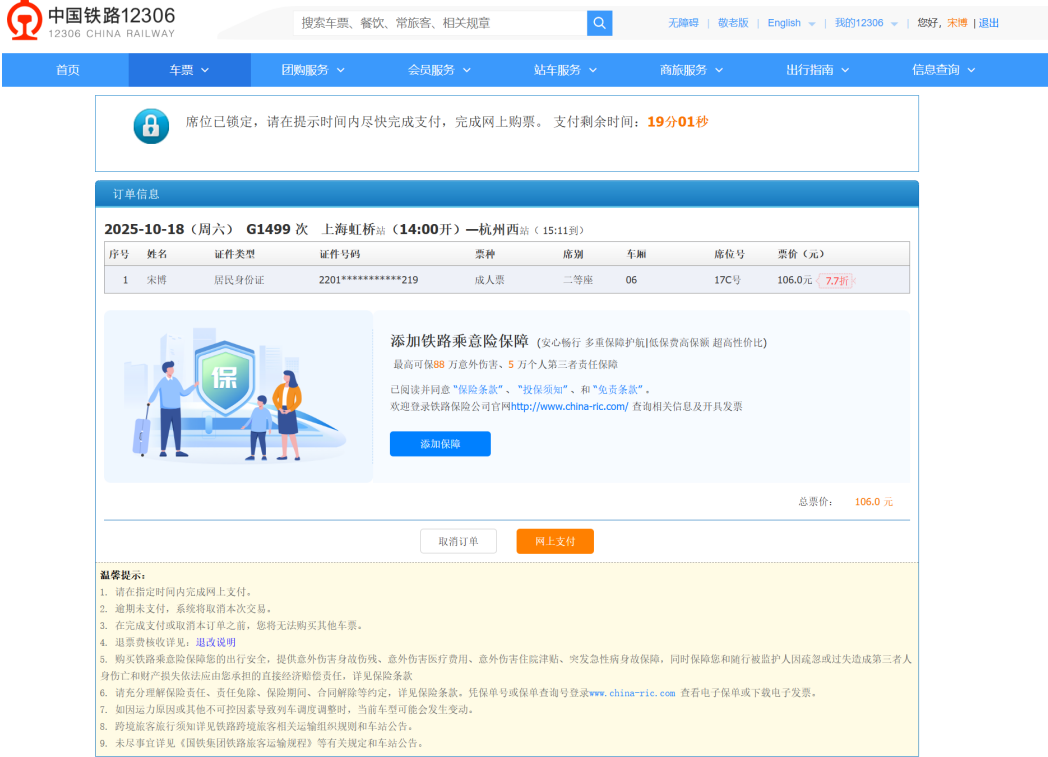 中国铁路12306
12306 CHINA RAILWAY
搜索车票、餐饮、常旅客、相关规章
无障碍 | 敬老版 | English | 我的12306 | 您好, 宋博 | 退出
首页 车票 团购服务 会员服务 站车服务 商旅服务 出行指南 信息查询
席位已锁定，请在提示时间内尽快完成支付，完成网上购票。 支付剩余时间：19分01秒
订单信息
2025-10-18（周六） G1499 次 上海虹桥站（14:00开）—杭州西站（ 15:11到）
序号 姓名 证件类型 证件号码 票种 席别 车厢 席位号 票价（元）
1 宋博 居民身份证 2201***********219 成人票 二等座 06 17C号 106.0元 7.7折
保
添加铁路乘意险保障 (安心畅行 多重保障护航|低保费高保额 超高性价比)
最高可保88 万意外伤害、5 万个人第三者责任保障
已阅读并同意 “保险条款” 、 “投保须知” 、和 “免责条款” 。
欢迎登录铁路保险公司官网http://www.china-ric.com/ 查询相关信息及开具发票
添加保障
总票价： 106.0 元
取消订单 网上支付
温馨提示：
1. 请在指定时间内完成网上支付。
2. 逾期未支付，系统将取消本次交易。
3. 在完成支付或取消本订单之前，您将无法购买其他车票。
4. 退票费核收详见：退改说明
5. 购买铁路乘意险保障您的出行安全，提供意外伤害身故伤残、意外伤害医疗费用、意外伤害住院津贴、突发急性病身故保障，同时保障您和随行被监护人因疏忽或过失造成第三者人
身伤亡和财产损失依法应由您承担的直接经济赔偿责任，详见保险条款
6. 请充分理解保险责任、责任免除、保险期间、合同解除等约定，详见保险条款。凭保单号或保单查询号登录www.china-ric.com 查看电子保单或下载电子发票。
7. 如因运力原因或其他不可控因素导致列车调度调整时，当前车型可能会发生变动。
8. 跨境旅客旅行须知详见铁路跨境旅客相关运输组织规则和车站公告。
9. 未尽事宜详见《国铁集团铁路旅客运输规程》等有关规定和车站公告。